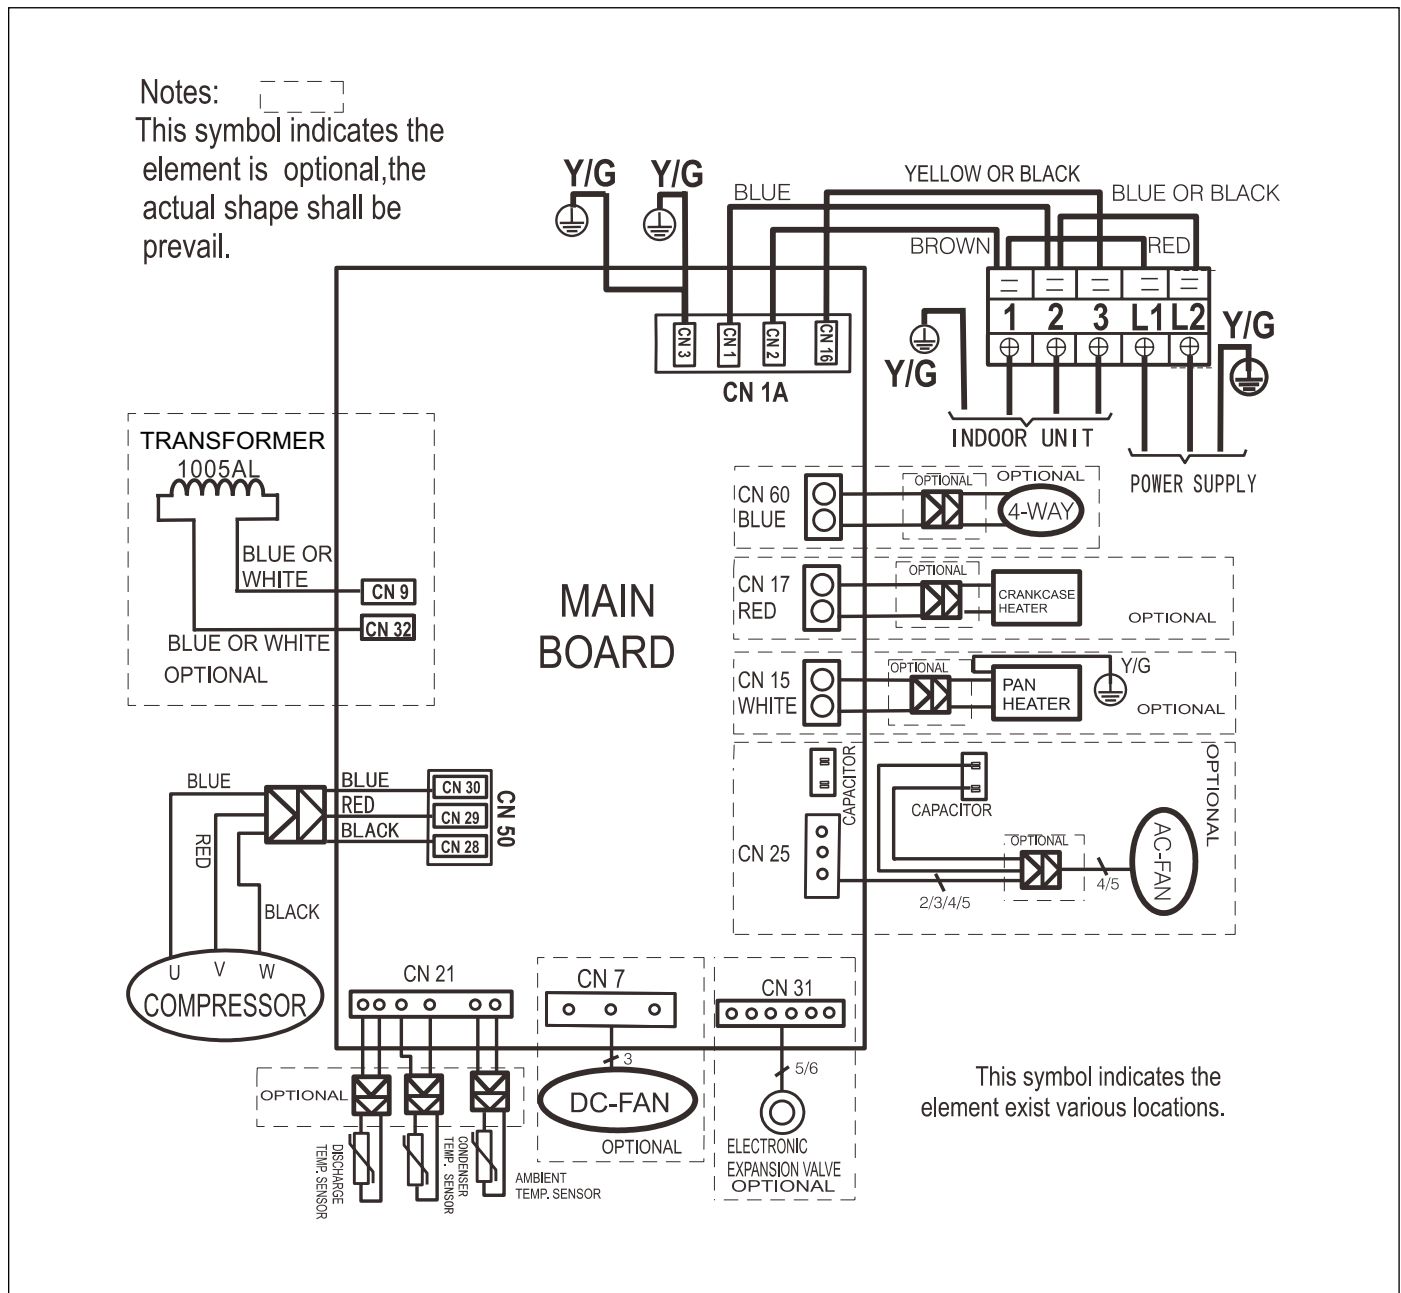 Notes:
This symbol indicates the
element is optional,the
actual shape shall be
prevail.
Y/G
Y/G
BLUE
YELLOW OR BLACK
BLUE OR BLACK
BROWN
RED
1 2 3 L1 L2
Y/G
Y/G
CN 3
CN 1
CN 2
CN 16
CN 1A
INDOOR UNIT
POWER SUPPLY
TRANSFORMER
1005AL
BLUE OR
WHITE
CN 9
CN 32
BLUE OR WHITE
OPTIONAL
MAIN
BOARD
CN 60
BLUE
OPTIONAL
OPTIONAL
4-WAY
CN 17
RED
OPTIONAL
CRANKCASE
HEATER
OPTIONAL
CN 15
WHITE
OPTIONAL
PAN
HEATER
Y/G
OPTIONAL
CAPACITOR
CN 25
CAPACITOR
OPTIONAL
OPTIONAL
2/3/4/5
4/5
AC-FAN
BLUE
RED
BLACK
BLUE
RED
BLACK
CN 30
CN 29
CN 28
CN 50
U V W
COMPRESSOR
CN 21
OPTIONAL
DISCHARGE
TEMP. SENSOR
CONDENSER
TEMP. SENSOR
AMBIENT
TEMP. SENSOR
CN 7
3
DC-FAN
OPTIONAL
CN 31
5/6
ELECTRONIC
EXPANSION VALVE
OPTIONAL
This symbol indicates the
element exist various locations.